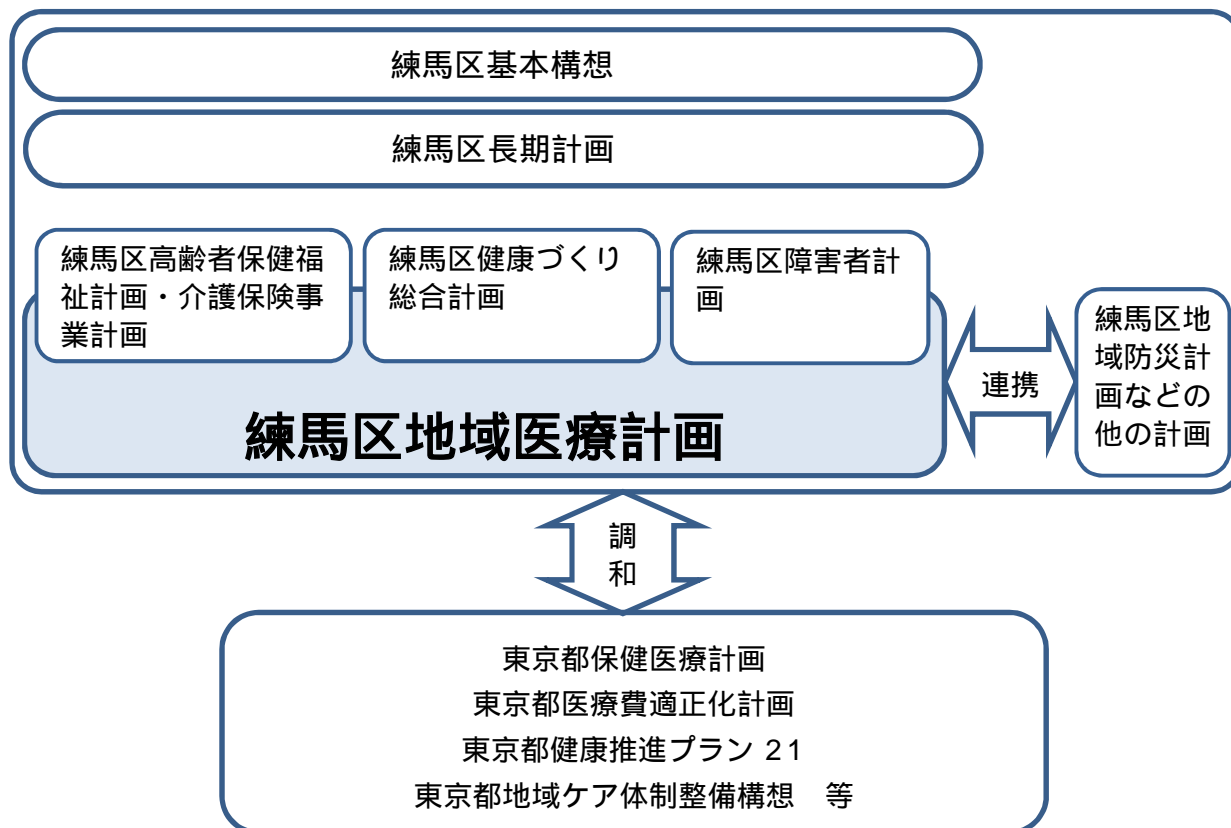 練馬区基本構想
練馬区長期計画
練馬区高齢者保健福
祉計画・介護保険事
業計画
練馬区健康づくり
総合計画
練馬区障害者計
画
練馬区地域医療計画
連携
練馬区地
域防災計
画などの
他の計画
調
和
東京都保健医療計画
東京都医療費適正化計画
東京都健康推進プラン 21
東京都地域ケア体制整備構想　等